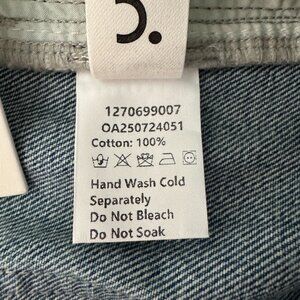 Ɔ.
1270699007
OA250724051
Cotton: 100%
Hand Wash Cold
Separately
Do Not Bleach
Do Not Soak